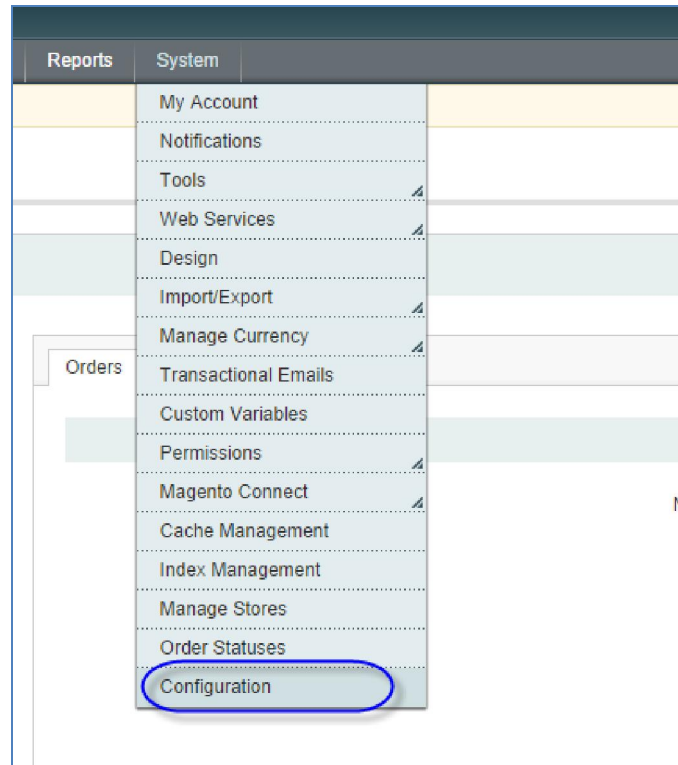 Reports System
My Account
Notifications
Tools
Web Services
Design
Import/Export
Manage Currency
Orders
Transactional Emails
Custom Variables
Permissions
Magento Connect
Cache Management
Index Management
Manage Stores
Order Statuses
Configuration